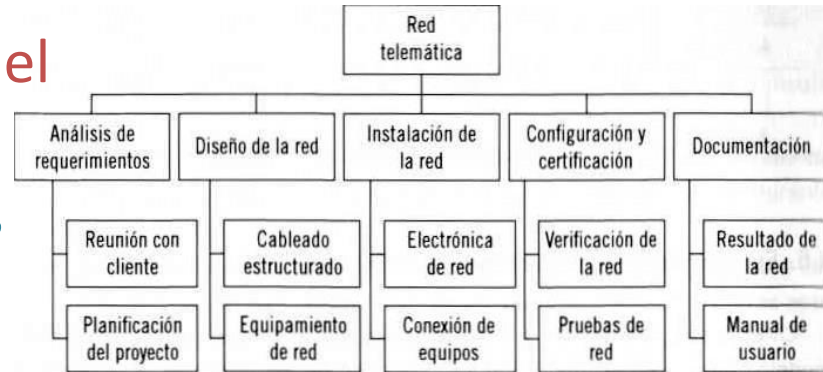 Red
telemática
el
Análisis de
requerimientos
Diseño de la red
Instalación de
la red
Configuración y
certificación
Documentación
Reunión con
cliente
Cableado
estructurado
Electrónica
de red
Verificación de
la red
Resultado de
la red
Planificación
del proyecto
Equipamiento
de red
Conexión de
equipos
Pruebas de
red
Manual de
usuario